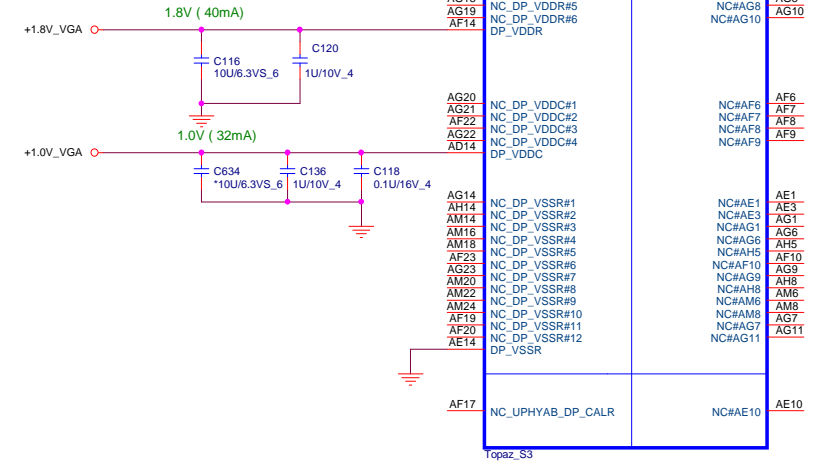 NC_DP_VDDR#5
NC#AG8
1.8V ( 40mA)
AG19
NC_DP_VDDR#6
NC#AG10
AG10
+1.8V_VGA
AF14
DP_VDDR
C116
10U/6.3VS_6
C120
1U/10V_4
AG20
NC_DP_VDDC#1
NC#AF6
AF6
AG21
NC_DP_VDDC#2
NC#AF7
AF7
AF22
NC_DP_VDDC#3
NC#AF8
AF8
AG22
NC_DP_VDDC#4
NC#AF9
AF9
1.0V ( 32mA)
+1.0V_VGA
AD14
DP_VDDC
C634
*10U/6.3VS_6
C136
1U/10V_4
C118
0.1U/16V_4
AG14
NC_DP_VSSR#1
NC#AE1
AE1
AH14
NC_DP_VSSR#2
NC#AE3
AE3
AM14
NC_DP_VSSR#3
NC#AG1
AG1
AM16
NC_DP_VSSR#4
NC#AG6
AG6
AM18
NC_DP_VSSR#5
NC#AH5
AH5
AF23
NC_DP_VSSR#6
NC#AF10
AF10
AG23
NC_DP_VSSR#7
NC#AG9
AG9
AM20
NC_DP_VSSR#8
NC#AH8
AH8
AM22
NC_DP_VSSR#9
NC#AM6
AM6
AM24
NC_DP_VSSR#10
NC#AM8
AM8
AF19
NC_DP_VSSR#11
NC#AG7
AG7
AF20
NC_DP_VSSR#12
NC#AG11
AG11
AE14
DP_VSSR
AF17
NC_UPHYAB_DP_CALR
NC#AE10
AE10
Topaz_S3